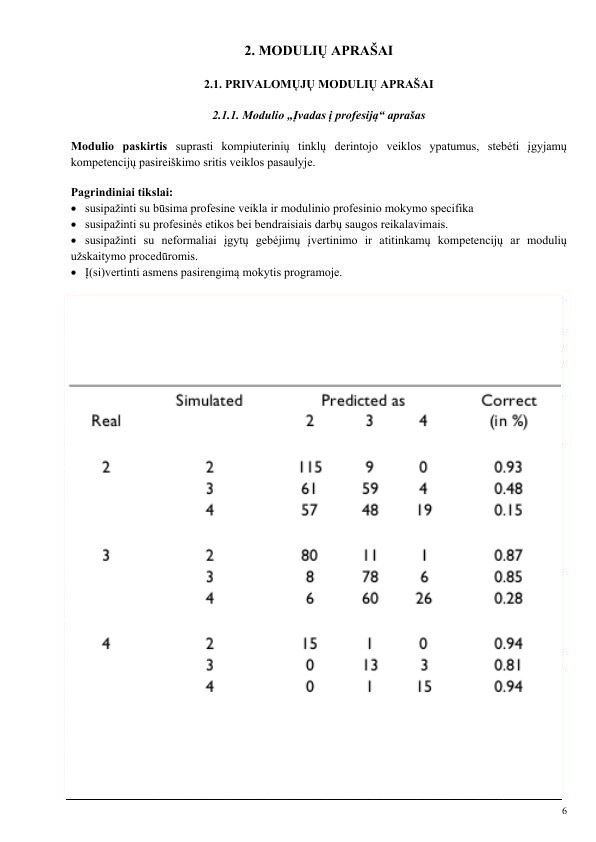 2. MODULIŲ APRAŠAI
2.1. PRIVALOMŲJŲ MODULIŲ APRAŠAI
2.1.1. Modulio „Įvadas į profesiją“ aprašas
Modulio paskirtis suprasti kompiuterinių tinklų derintojo veiklos ypatumus, stebėti įgyjamų
kompetencijų pasireiškimo sritis veiklos pasaulyje.
Pagrindiniai tikslai:
• susipažinti su būsima profesine veikla ir modulinio profesinio mokymo specifika
• susipažinti su profesinės etikos bei bendraisiais darbų saugos reikalavimais.
• susipažinti su neformaliai įgytų gebėjimų įvertinimo ir atitinkamų kompetencijų ar modulių
užskaitymo procedūromis.
• Į(si)vertinti asmens pasirengimą mokytis programoje.
Simulated Predicted as Correct
Real 2 3 4 (in %)
2 2 115 9 0 0.93
3 61 59 4 0.48
4 57 48 19 0.15
3 2 80 11 1 0.87
3 8 78 6 0.85
4 6 60 26 0.28
4 2 15 1 0 0.94
3 0 13 3 0.81
4 0 1 15 0.94
6